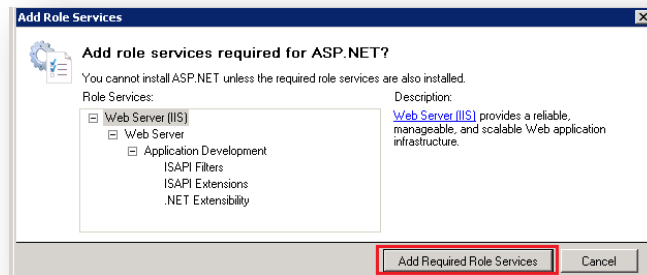 Add Role Services
Add role services required for ASP.NET?
You cannot install ASP.NET unless the required role services are also installed.
Role Services:
Description:
Web Server (IIS)
Web Server
Application Development
ISAPI Filters
ISAPI Extensions
.NET Extensibility
Web Server (IIS) provides a reliable,
manageable, and scalable Web application
infrastructure.
Add Required Role Services
Cancel